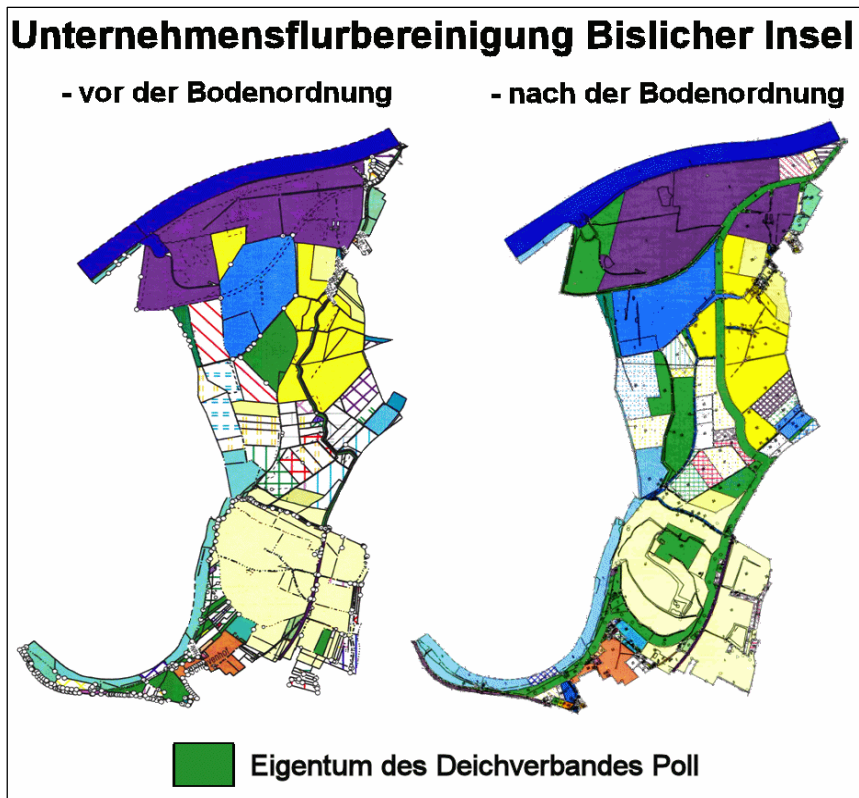 Unternehmensflurbereinigung Bislicher Insel
- vor der Bodenordnung
- nach der Bodenordnung
Eigentum des Deichverbandes Poll